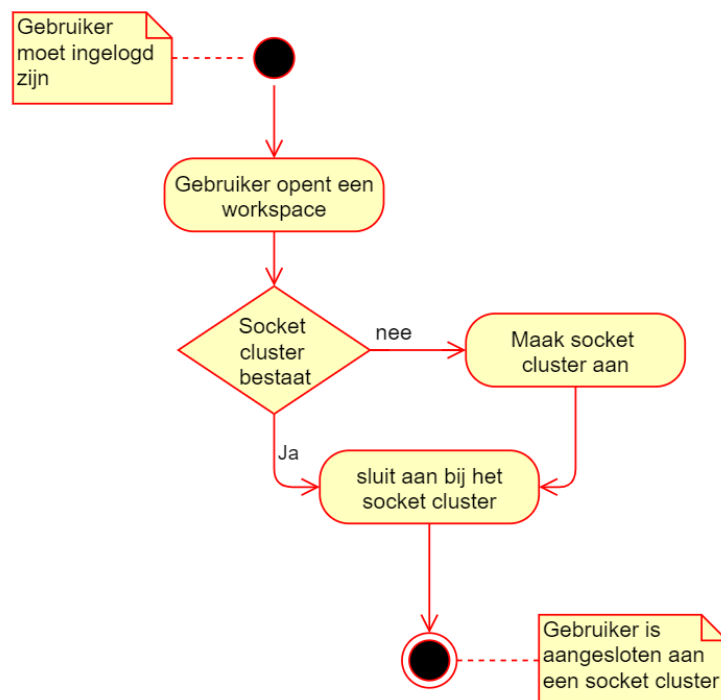 Gebruiker
moet ingelogd
zijn
Gebruiker opent een
workspace
Socket
cluster
bestaat
nee
Maak socket
cluster aan
Ja
sluit aan bij het
socket cluster
Gebruiker is
aangesloten aan
een socket cluster